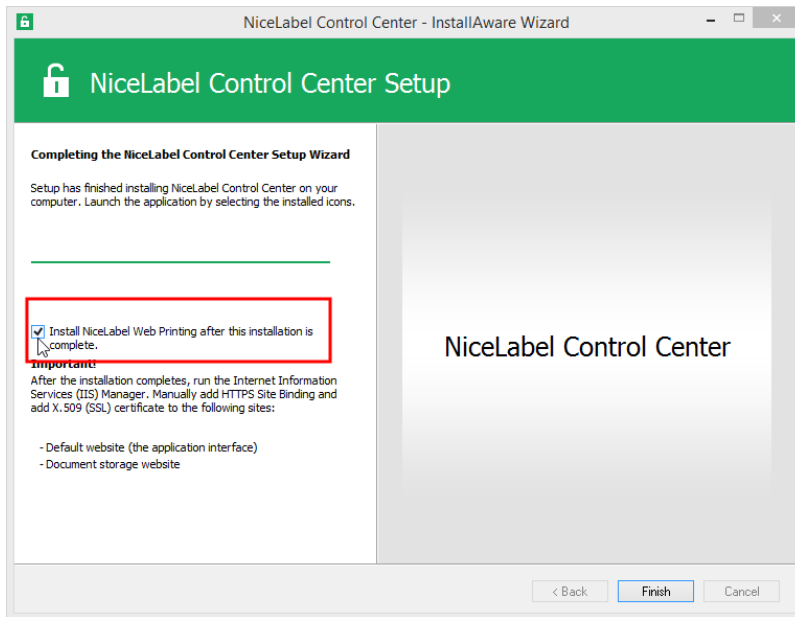 NiceLabel Control Center - InstallAware Wizard
NiceLabel Control Center Setup
Completing the NiceLabel Control Center Setup Wizard
Setup has finished installing NiceLabel Control Center on your
computer. Launch the application by selecting the installed icons.
Install NiceLabel Web Printing after this installation is
complete.
Important!
After the installation completes, run the Internet Information
Services (IIS) Manager. Manually add HTTPS Site Binding and
add X.509 (SSL) certificate to the following sites:
- Default website (the application interface)
- Document storage website
NiceLabel Control Center
< Back
Finish
Cancel